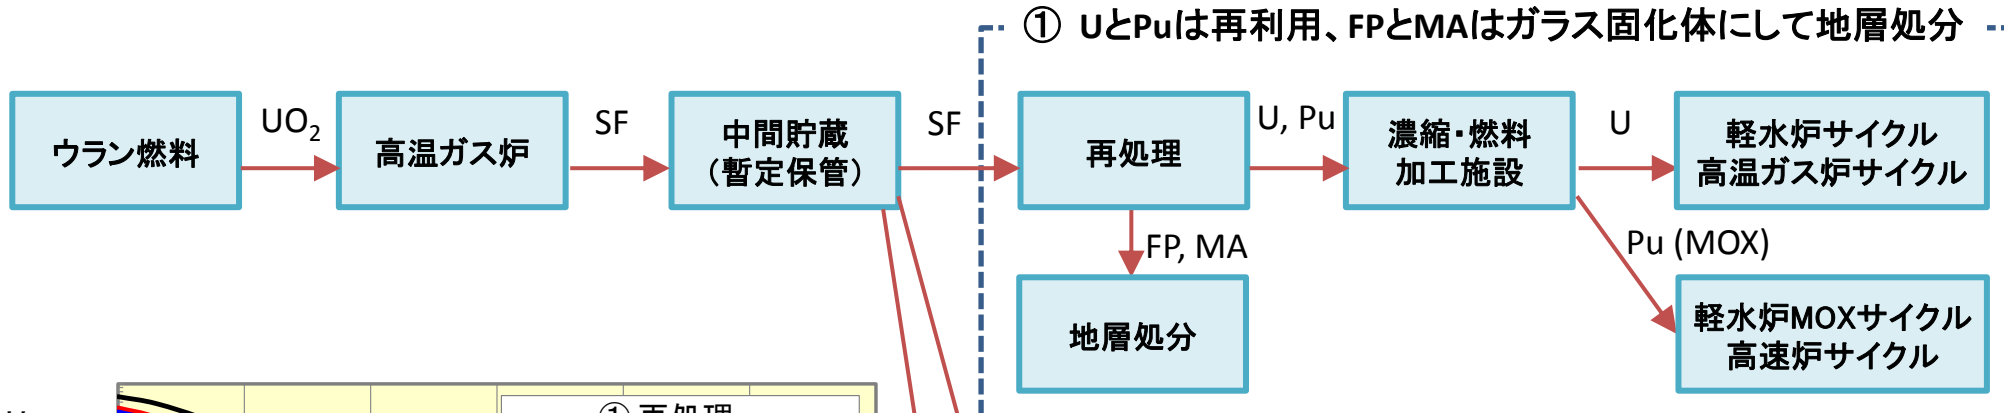 ① UとPuは再利用、FPとMAはガラス固化体にして地層処分
ウラン燃料
UO₂
高温ガス炉
SF
中間貯蔵
（暫定保管）
SF
再処理
U, Pu
濃縮・燃料
加工施設
U
軽水炉サイクル
高温ガス炉サイクル
FP, MA
Pu (MOX)
地層処分
軽水炉MOXサイクル
高速炉サイクル
① 再処理